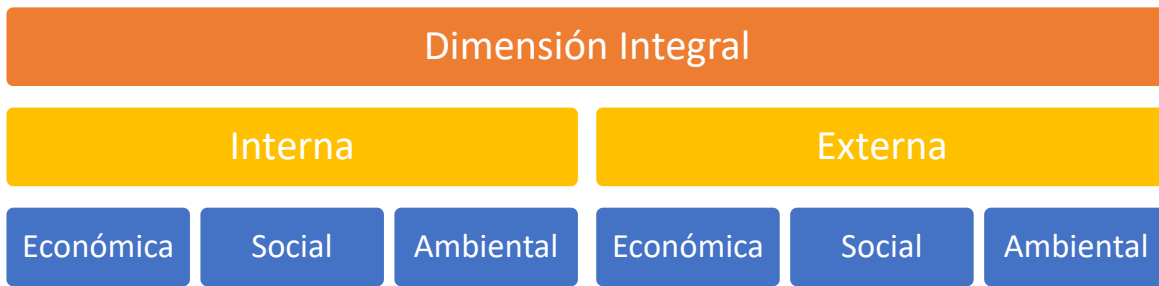 Dimensión Integral
Interna
Externa
Económica
Social
Ambiental
Económica
Social
Ambiental